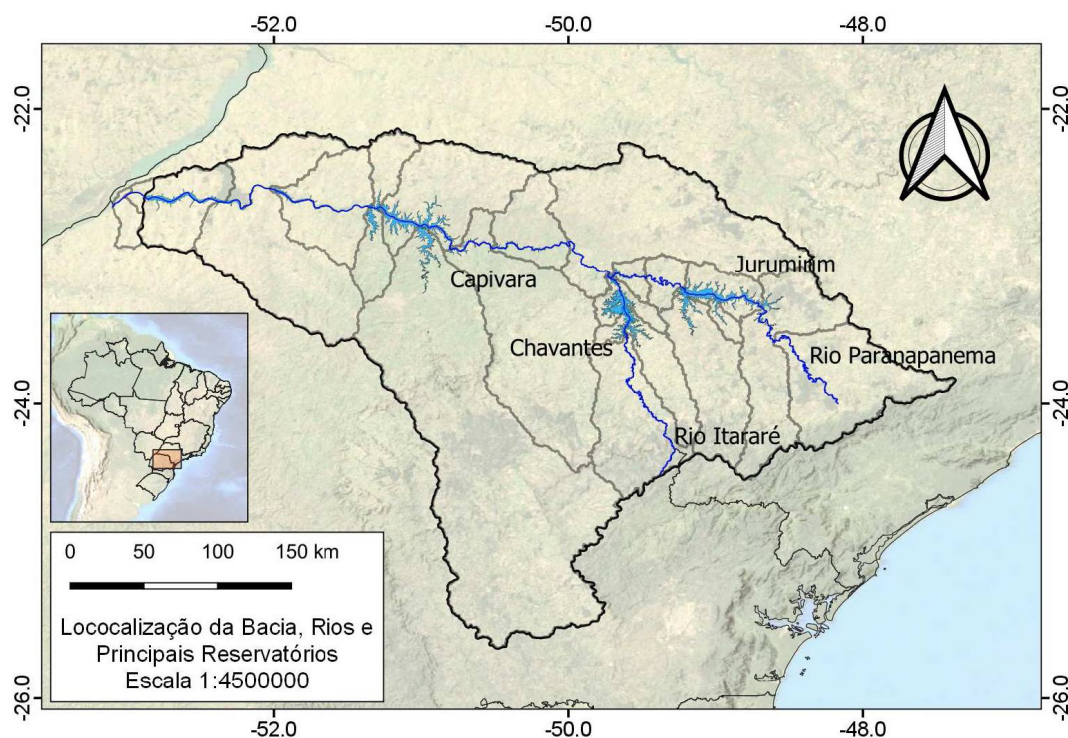 -52.0
-50.0
-48.0
-22.0
-22.0
Jurumirim
Capivara
Chavantes
Rio Paranapanema
-24.0
-24.0
Rio Itararé
0 50 100 150 km
Lococalização da Bacia, Rios e
Principais Reservatórios
Escala 1:4500000
-26.0
-26.0
-52.0
-50.0
-48.0